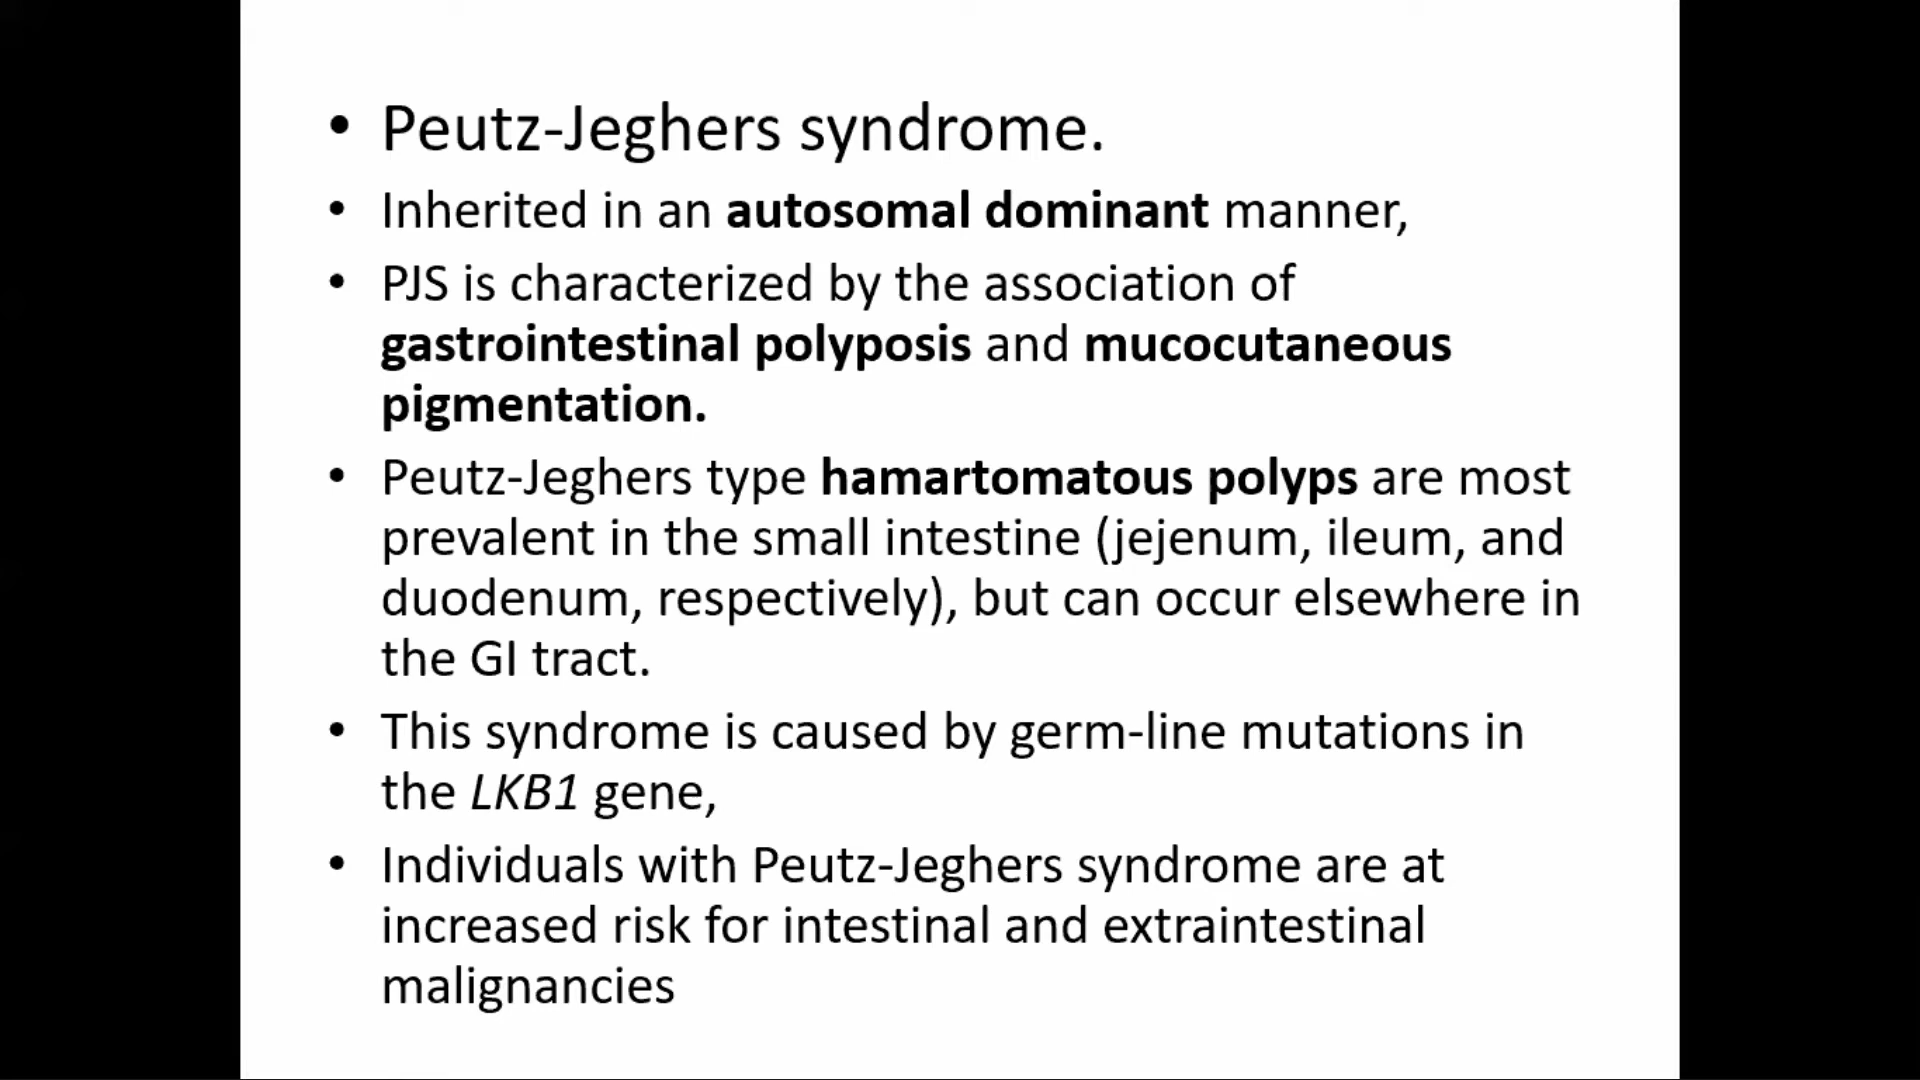 • Peutz-Jeghers syndrome.
• Inherited in an autosomal dominant manner,
• PJS is characterized by the association of
gastrointestinal polyposis and mucocutaneous
pigmentation.
• Peutz-Jeghers type hamartomatous polyps are most
prevalent in the small intestine (jejenum, ileum, and
duodenum, respectively), but can occur elsewhere in
the GI tract.
• This syndrome is caused by germ-line mutations in
the LKB1 gene,
• Individuals with Peutz-Jeghers syndrome are at
increased risk for intestinal and extraintestinal
malignancies